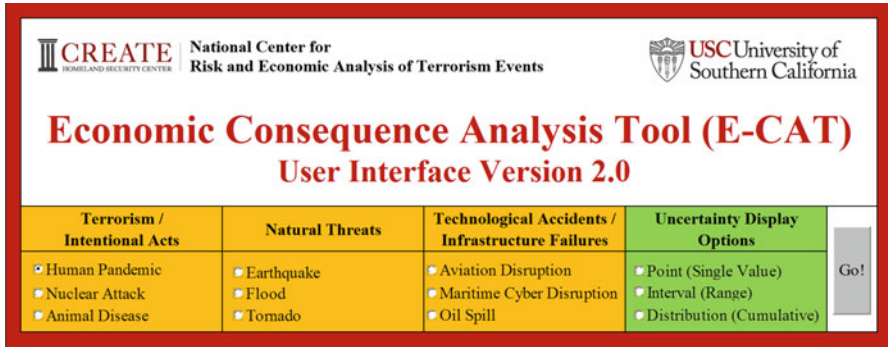 CREATE
HOMELAND SECURITY CENTER
National Center for
Risk and Economic Analysis of Terrorism Events
USC University of
Southern California
Economic Consequence Analysis Tool (E-CAT)
User Interface Version 2.0
Terrorism /
Intentional Acts
Human Pandemic
Nuclear Attack
Animal Disease
Natural Threats
Earthquake
Flood
Tornado
Technological Accidents /
Infrastructure Failures
Aviation Disruption
Maritime Cyber Disruption
Oil Spill
Uncertainty Display
Options
Point (Single Value)
Interval (Range)
Distribution (Cumulative)
Go!